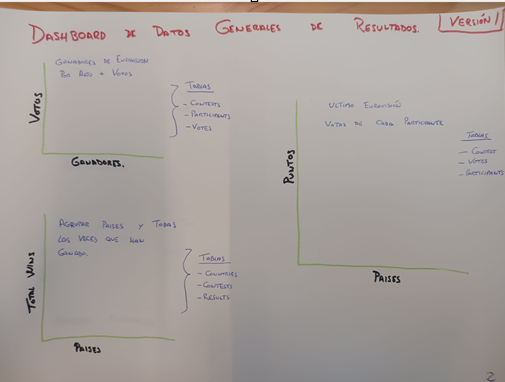 DASHBOARD DE DATOS GENERALES DE RESULTADOS.
VERSIÓN 1
VOTOS
GANADORES DE EUROVISION
POR AÑO + VOTOS
TABLAS
- CONTESTS
- PARTICIPANTS
- VOTES
GANADORES.
TOTAL WINS
AGRUPAR PAISES Y TODAS
LAS VECES QUE HAN
GANADO.
TABLAS
- COUNTRIES
- CONTESTS
- RESULTS
PAISES
PUNTOS
ULTIMO EUROVISIÓN
VOTOS DE CADA PARTICIPANTE
TABLAS
- CONTEST
- VOTES
- PARTICIPANTS
PAISES
2